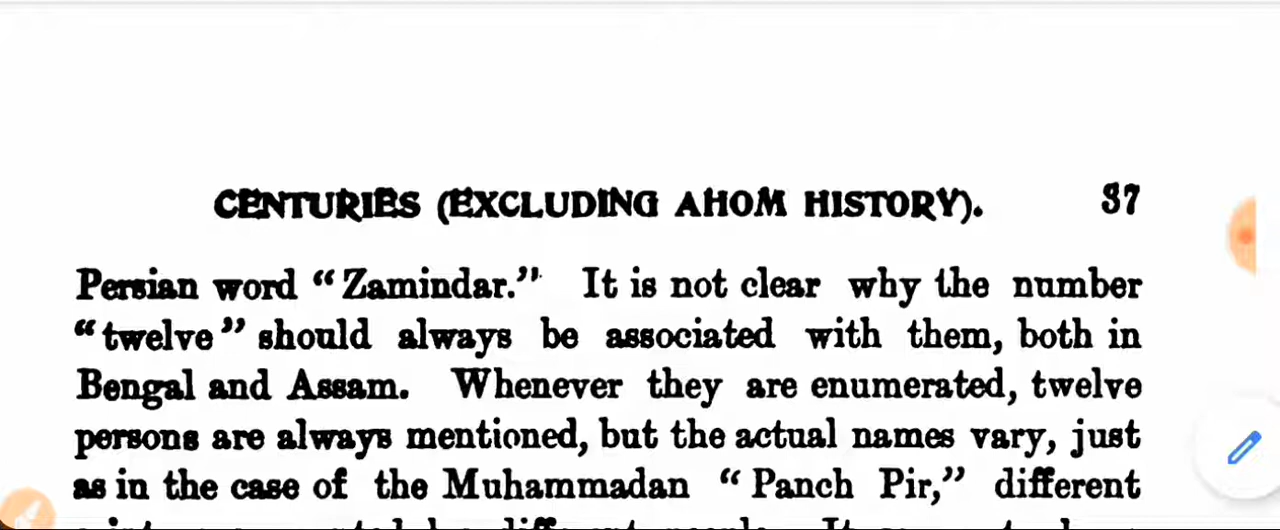 CENTURIES (EXCLUDING AHOM HISTORY). 37
Persian word “Zamindar.” It is not clear why the number
“twelve” should always be associated with them, both in
Bengal and Assam. Whenever they are enumerated, twelve
persons are always mentioned, but the actual names vary, just
as in the case of the Muhammadan “Panch Pir,” different